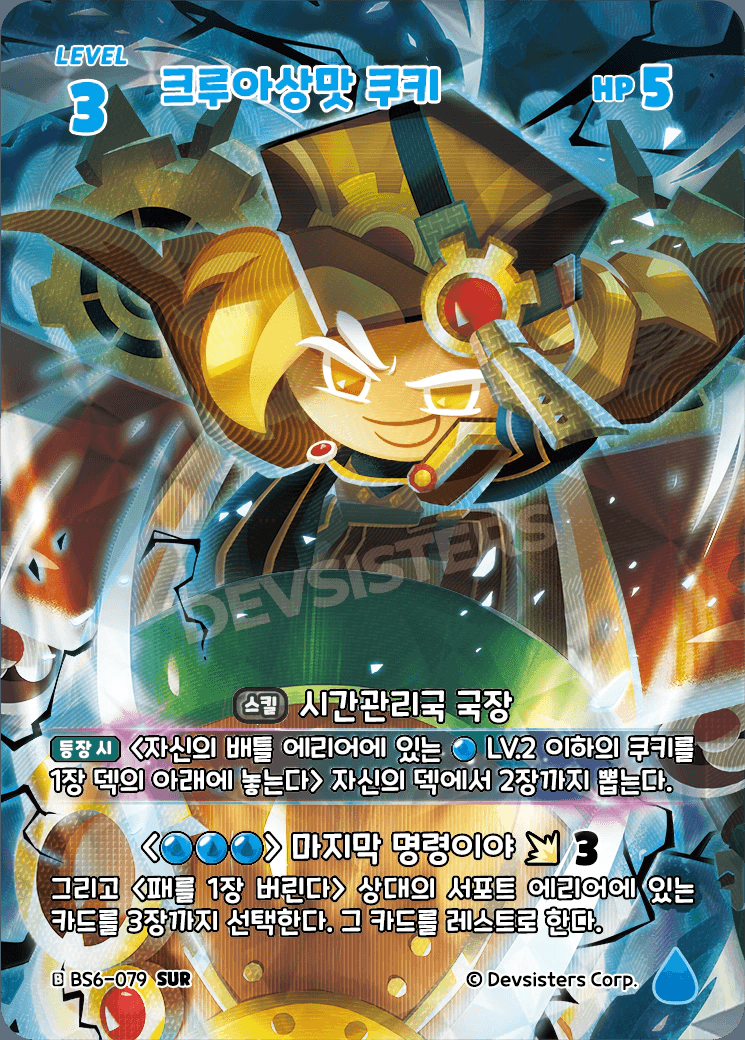 LEVEL
3
크루아상맛 쿠키
HP 5
DEVSISTERS
스킬 시간관리국 국장
등장 시 <자신의 배틀 에리어에 있는 LV.2 이하의 쿠키를
1장 덱의 아래에 놓는다> 자신의 덱에서 2장까지 뽑는다.
< > 마지막 명령이야 3
그리고 <패를 1장 버린다> 상대의 서포트 에리어에 있는
카드를 3장까지 선택한다. 그 카드를 레스트로 한다.
B BS6-079 SUR
© Devsisters Corp.